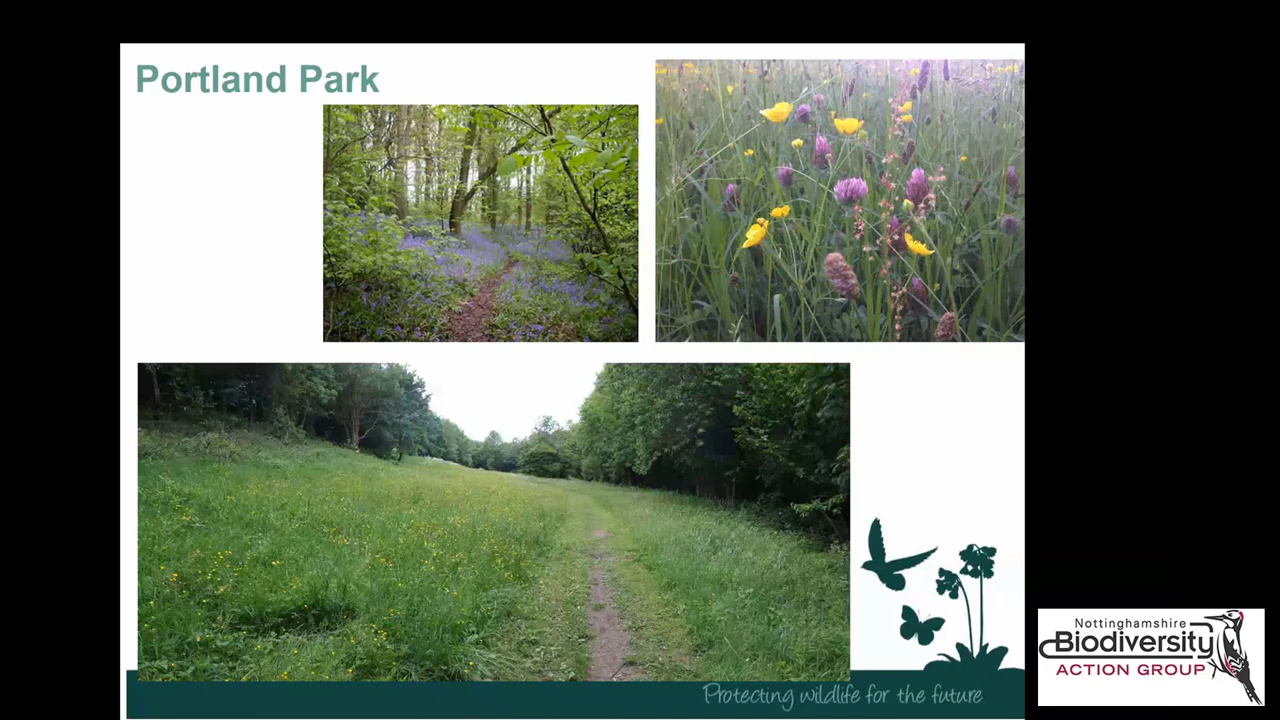 Portland Park
Protecting wildlife for the future
Nottinghamshire
Biodiversity
ACTION GROUP